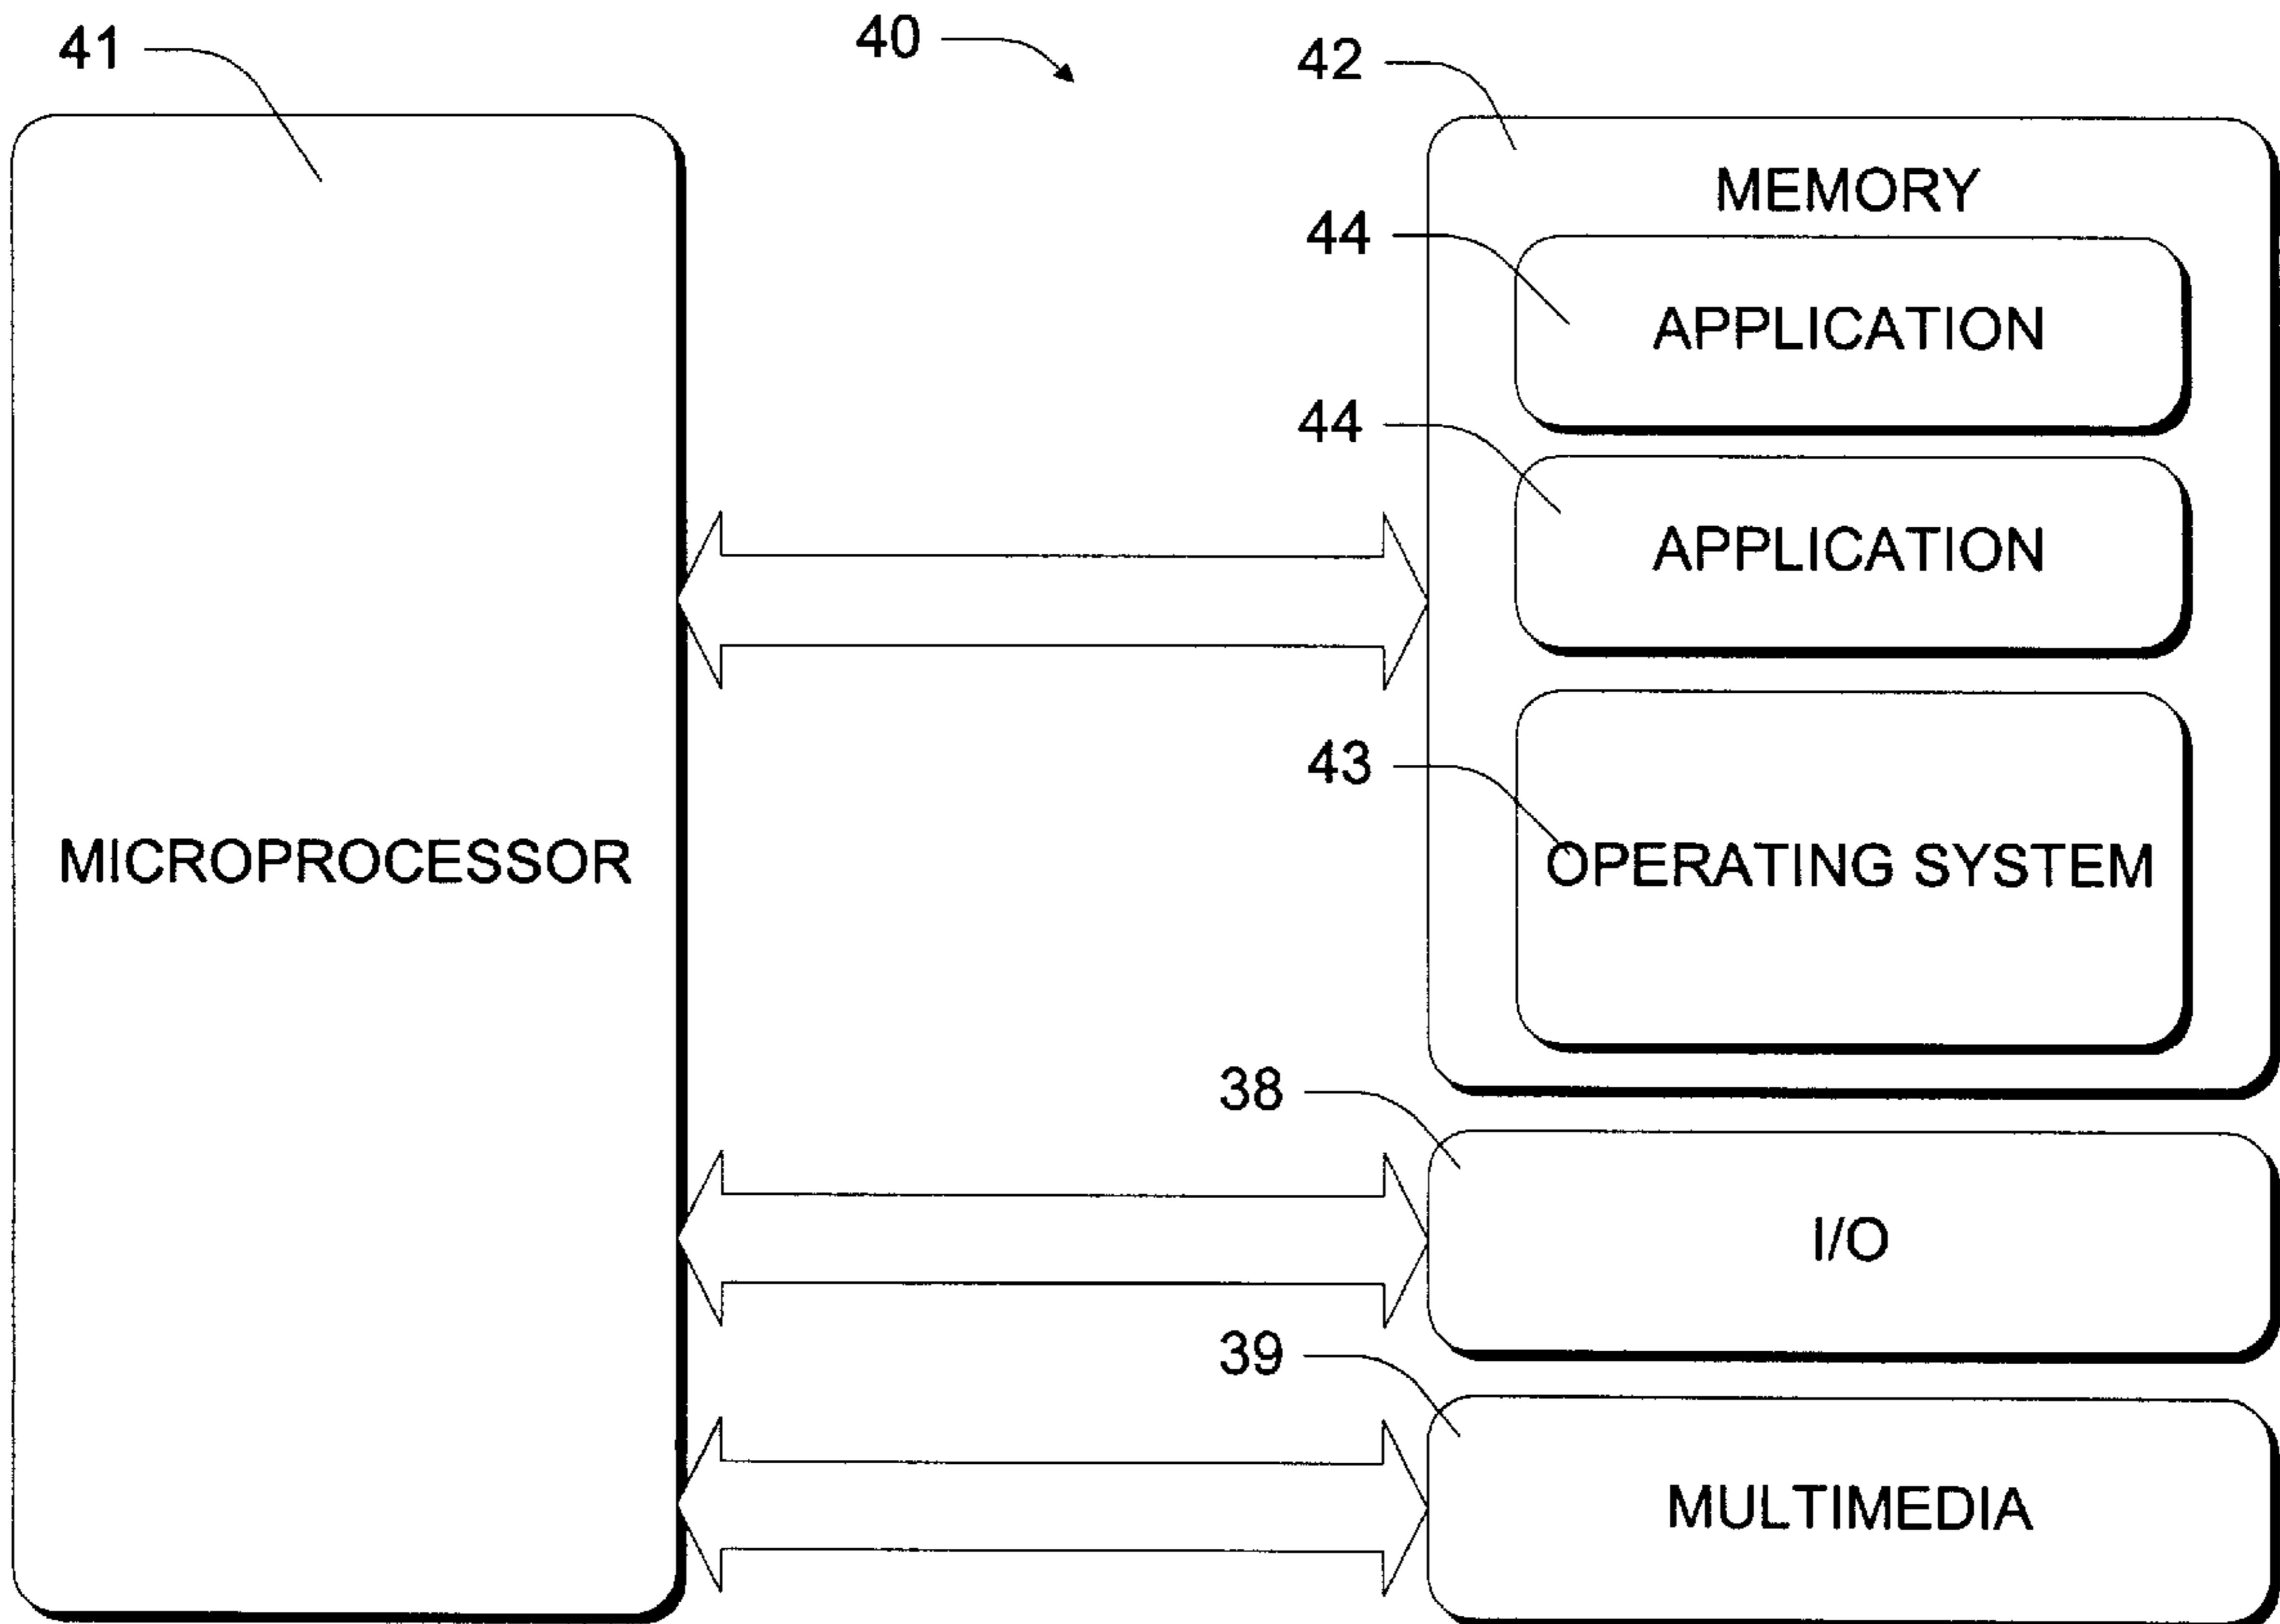 41
40
42
MEMORY
44
APPLICATION
44
APPLICATION
43
MICROPROCESSOR
OPERATING SYSTEM
38
I/O
39
MULTIMEDIA